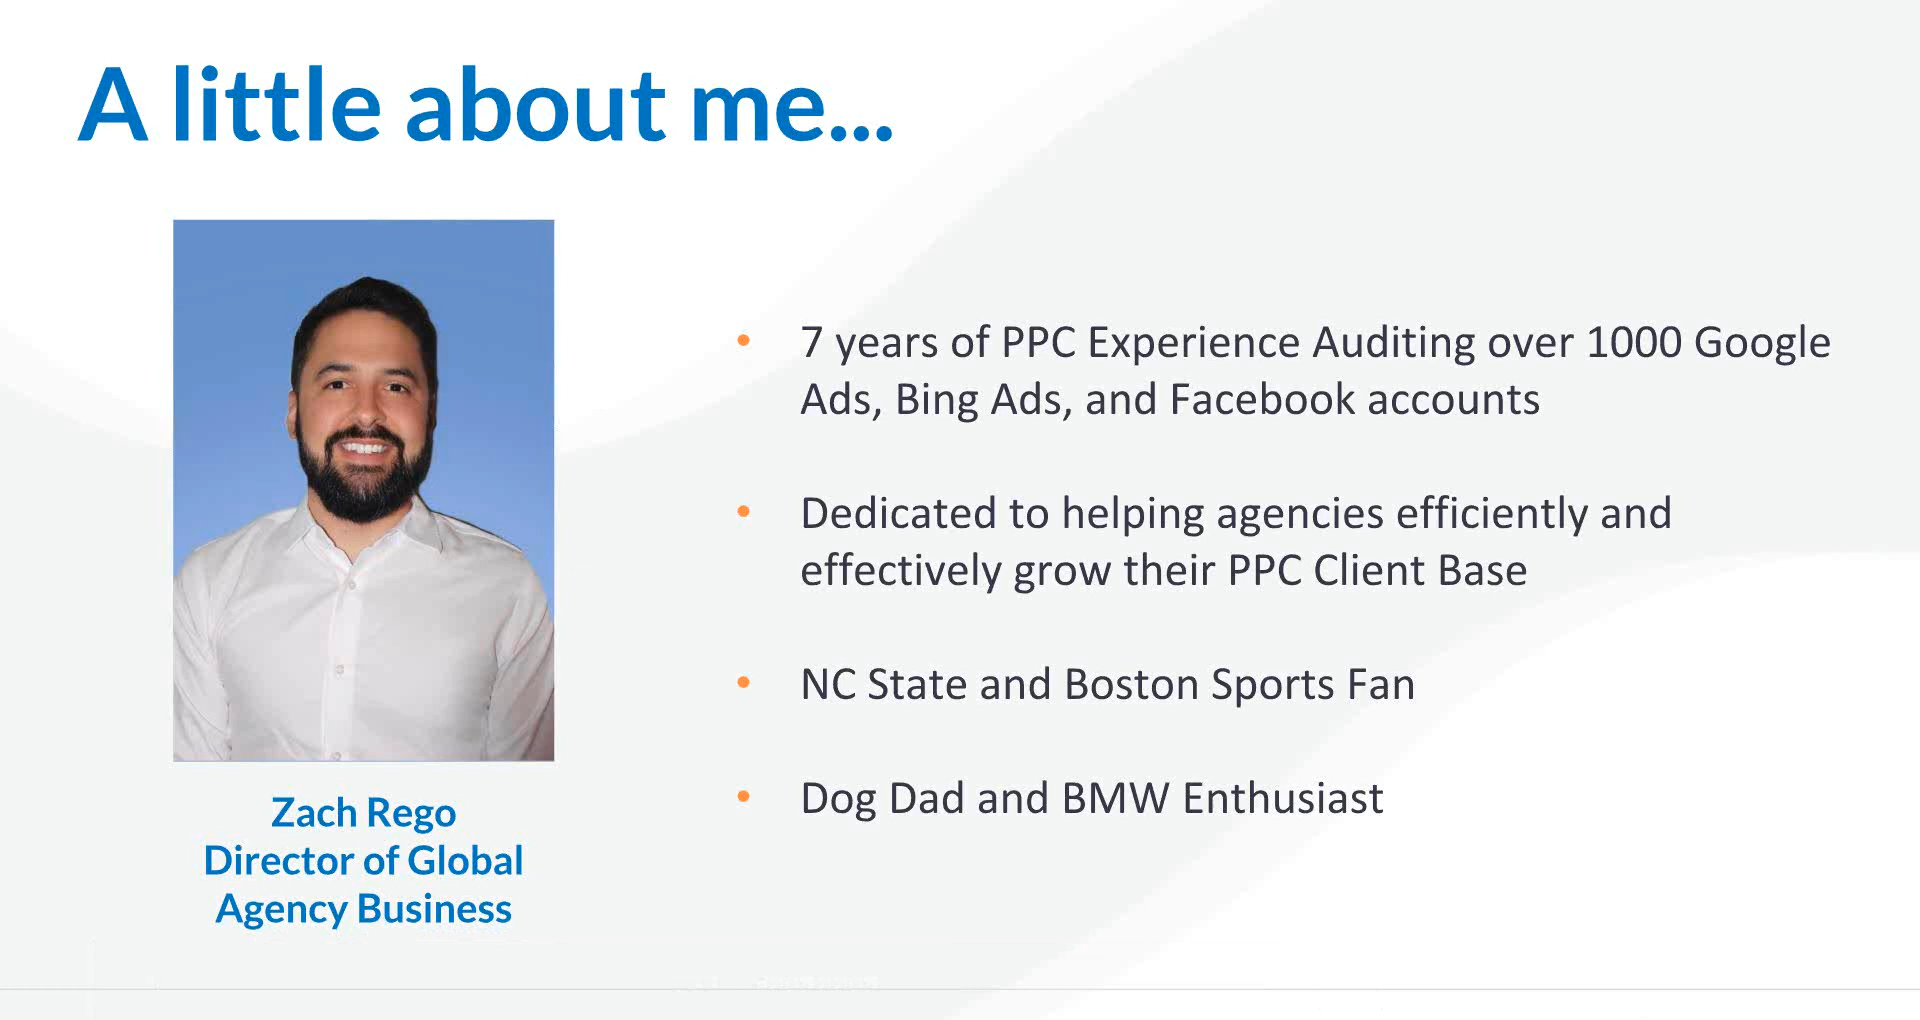 A little about me...
7 years of PPC Experience Auditing over 1000 Google
Ads, Bing Ads, and Facebook accounts
Dedicated to helping agencies efficiently and
effectively grow their PPC Client Base
NC State and Boston Sports Fan
Dog Dad and BMW Enthusiast
Zach Rego
Director of Global
Agency Business